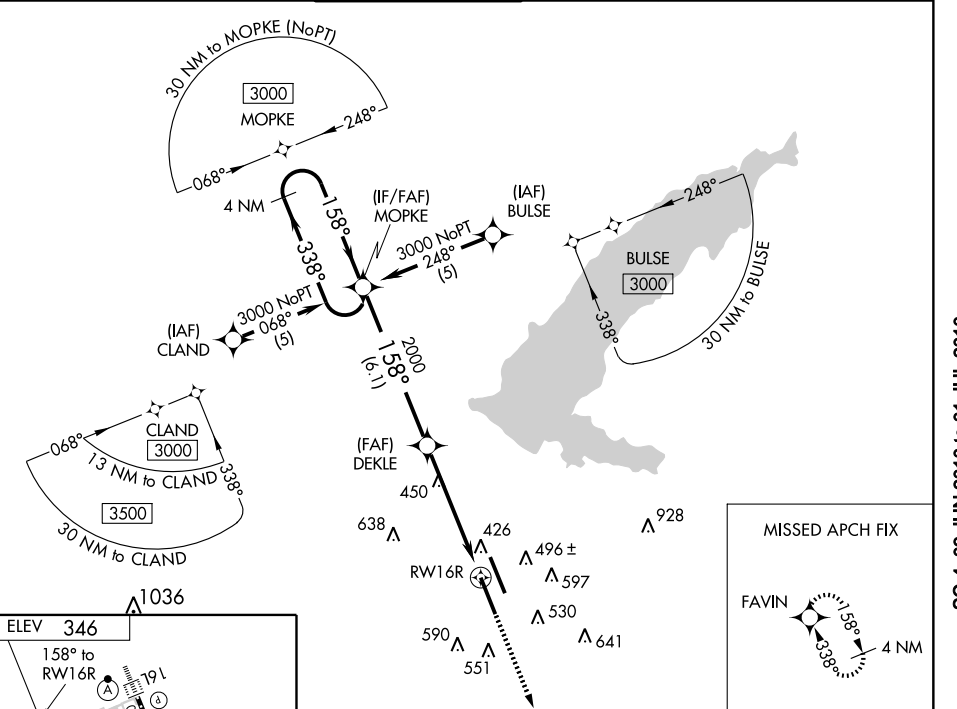 30 NM to MOPKE (NoPT)
3000
MOPKE
248°
068°
4 NM
158°
338°
(IF/FAF)
MOPKE
(IAF)
BULSE
3000 NoPT
248°
(5)
248°
BULSE
3000
338°
30 NM to BULSE
3000 NoPT
068°
(5)
(IAF)
CLAND
2000
158°
(6.1)
068°
CLAND
3000
13 NM to CLAND
338°
3500
30 NM to CLAND
(FAF)
DEKLE
450
638
426
496 ±
928
RW16R
597
530
590
551
641
1036
MISSED APCH FIX
FAVIN
158°
338°
4 NM
ELEV 346
158° to
RW16R
A
16L
P